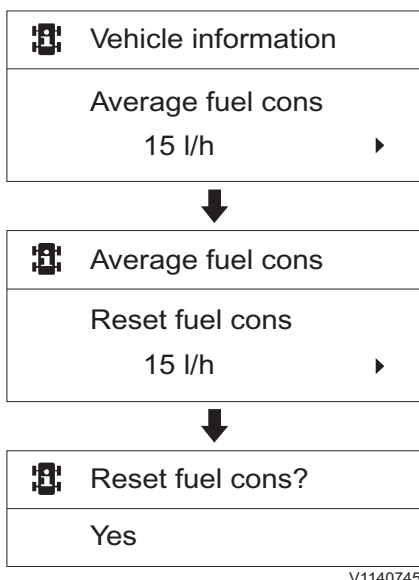 Vehicle information
Average fuel cons
15 l/h
Average fuel cons
Reset fuel cons
15 l/h
Reset fuel cons?
Yes
V1140745